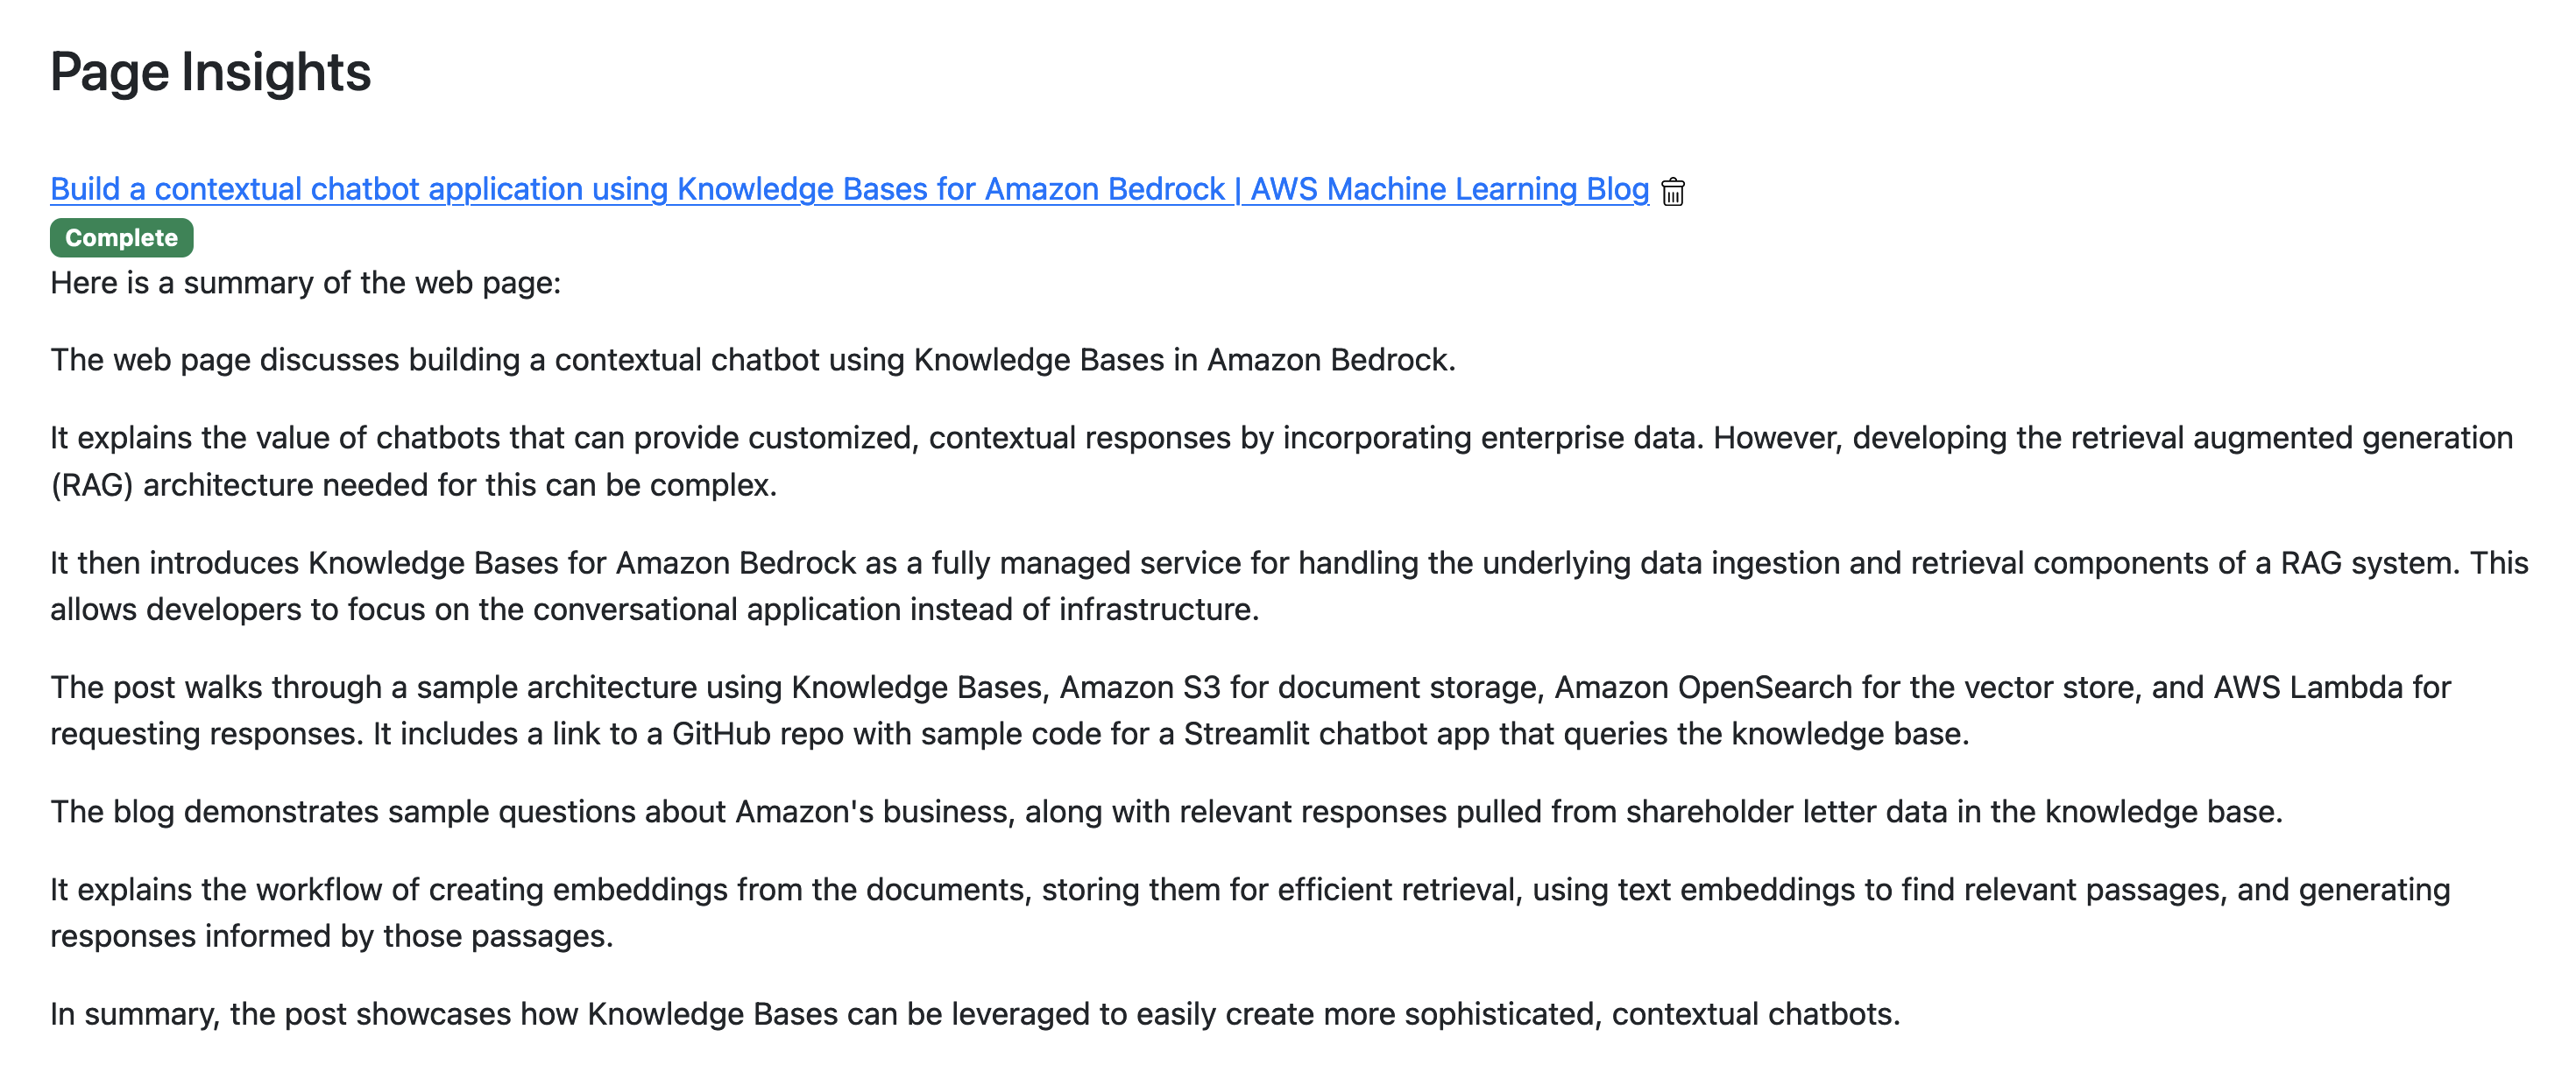 Page Insights
Build a contextual chatbot application using Knowledge Bases for Amazon Bedrock | AWS Machine Learning Blog
Complete
Here is a summary of the web page:
The web page discusses building a contextual chatbot using Knowledge Bases in Amazon Bedrock.
It explains the value of chatbots that can provide customized, contextual responses by incorporating enterprise data. However, developing the retrieval augmented generation
(RAG) architecture needed for this can be complex.
It then introduces Knowledge Bases for Amazon Bedrock as a fully managed service for handling the underlying data ingestion and retrieval components of a RAG system. This
allows developers to focus on the conversational application instead of infrastructure.
The post walks through a sample architecture using Knowledge Bases, Amazon S3 for document storage, Amazon OpenSearch for the vector store, and AWS Lambda for
requesting responses. It includes a link to a GitHub repo with sample code for a Streamlit chatbot app that queries the knowledge base.
The blog demonstrates sample questions about Amazon's business, along with relevant responses pulled from shareholder letter data in the knowledge base.
It explains the workflow of creating embeddings from the documents, storing them for efficient retrieval, using text embeddings to find relevant passages, and generating
responses informed by those passages.
In summary, the post showcases how Knowledge Bases can be leveraged to easily create more sophisticated, contextual chatbots.